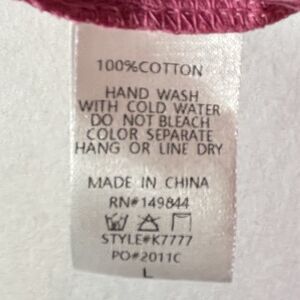 100%COTTON
HAND WASH
WITH COLD WATER
DO NOT BLEACH
COLOR SEPARATE
HANG OR LINE DRY
MADE IN CHINA
RN#149844
STYLE#K7777
PO#2011C
L